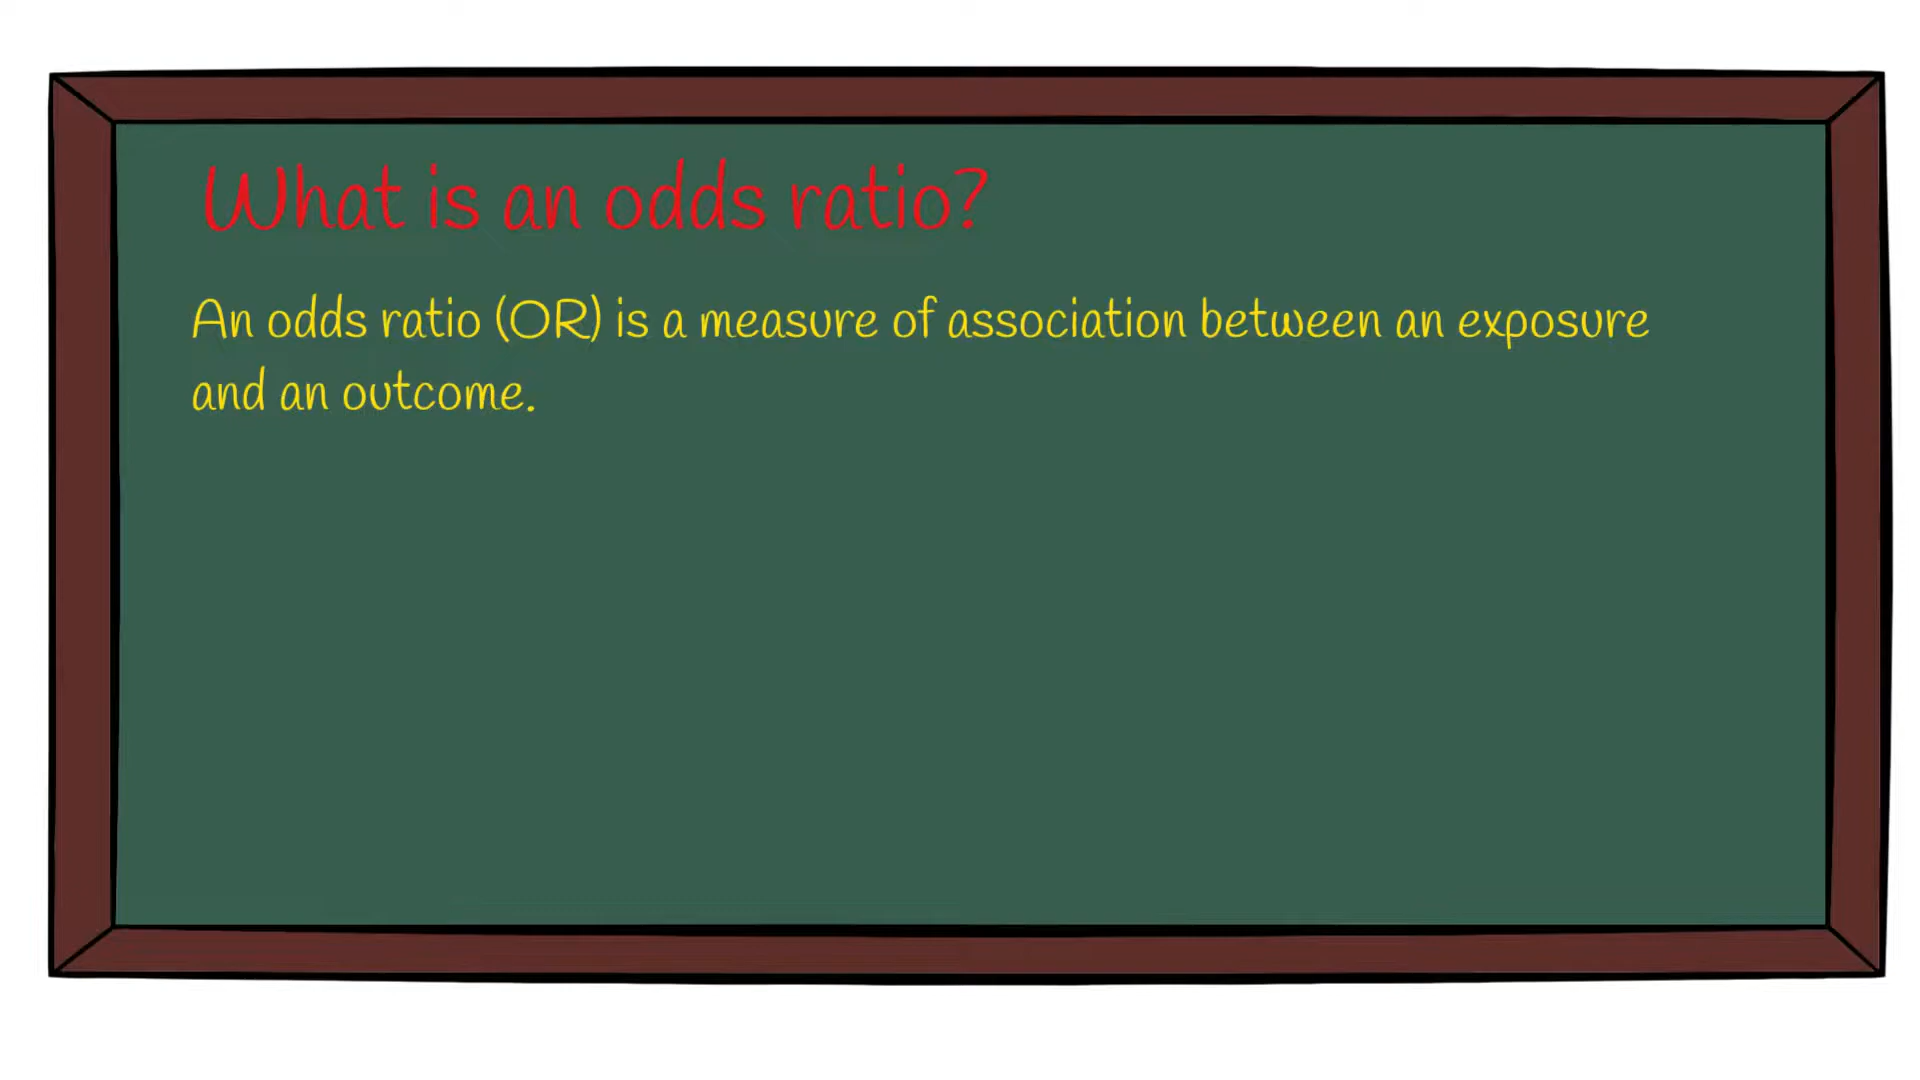 What is an odds ratio?
An odds ratio (OR) is a measure of association between an exposure
and an outcome.